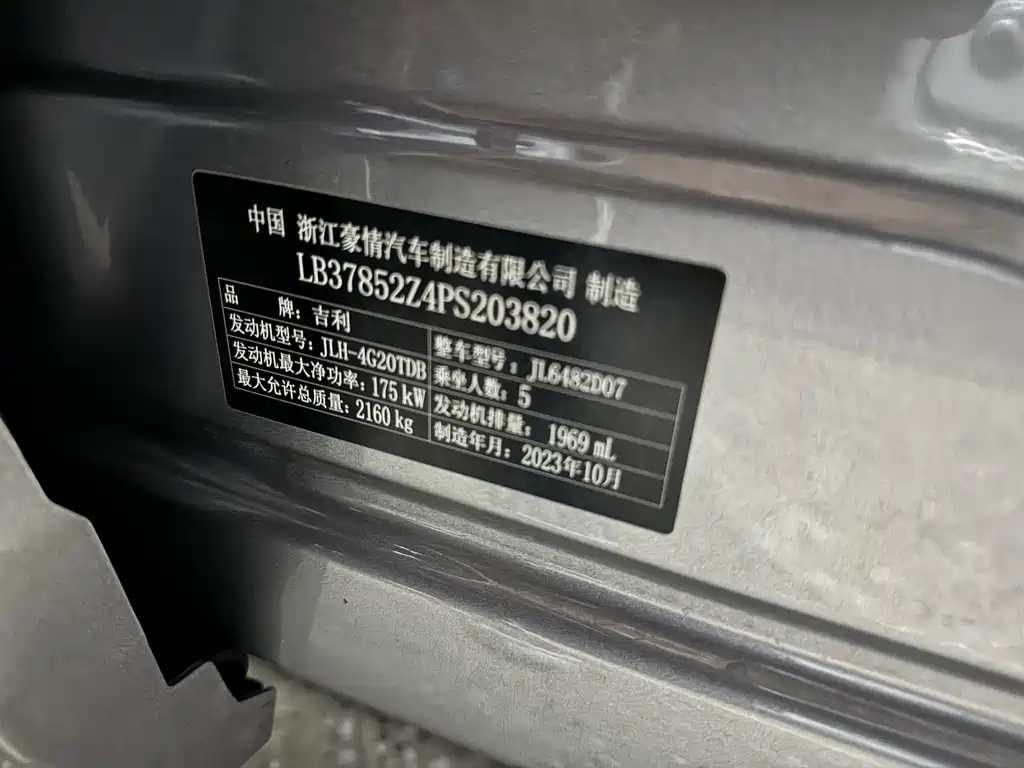 中国 浙江豪情汽车制造有限公司 制造
LB37852Z4PS203820
品 牌：吉利
发动机型号：JLH-4G20TDB 整车型号：JL6482D07
发动机最大净功率：175 kW 乘坐人数：5
最大允许总质量：2160 kg 发动机排量：1969 mL
制造年月：2023年10月